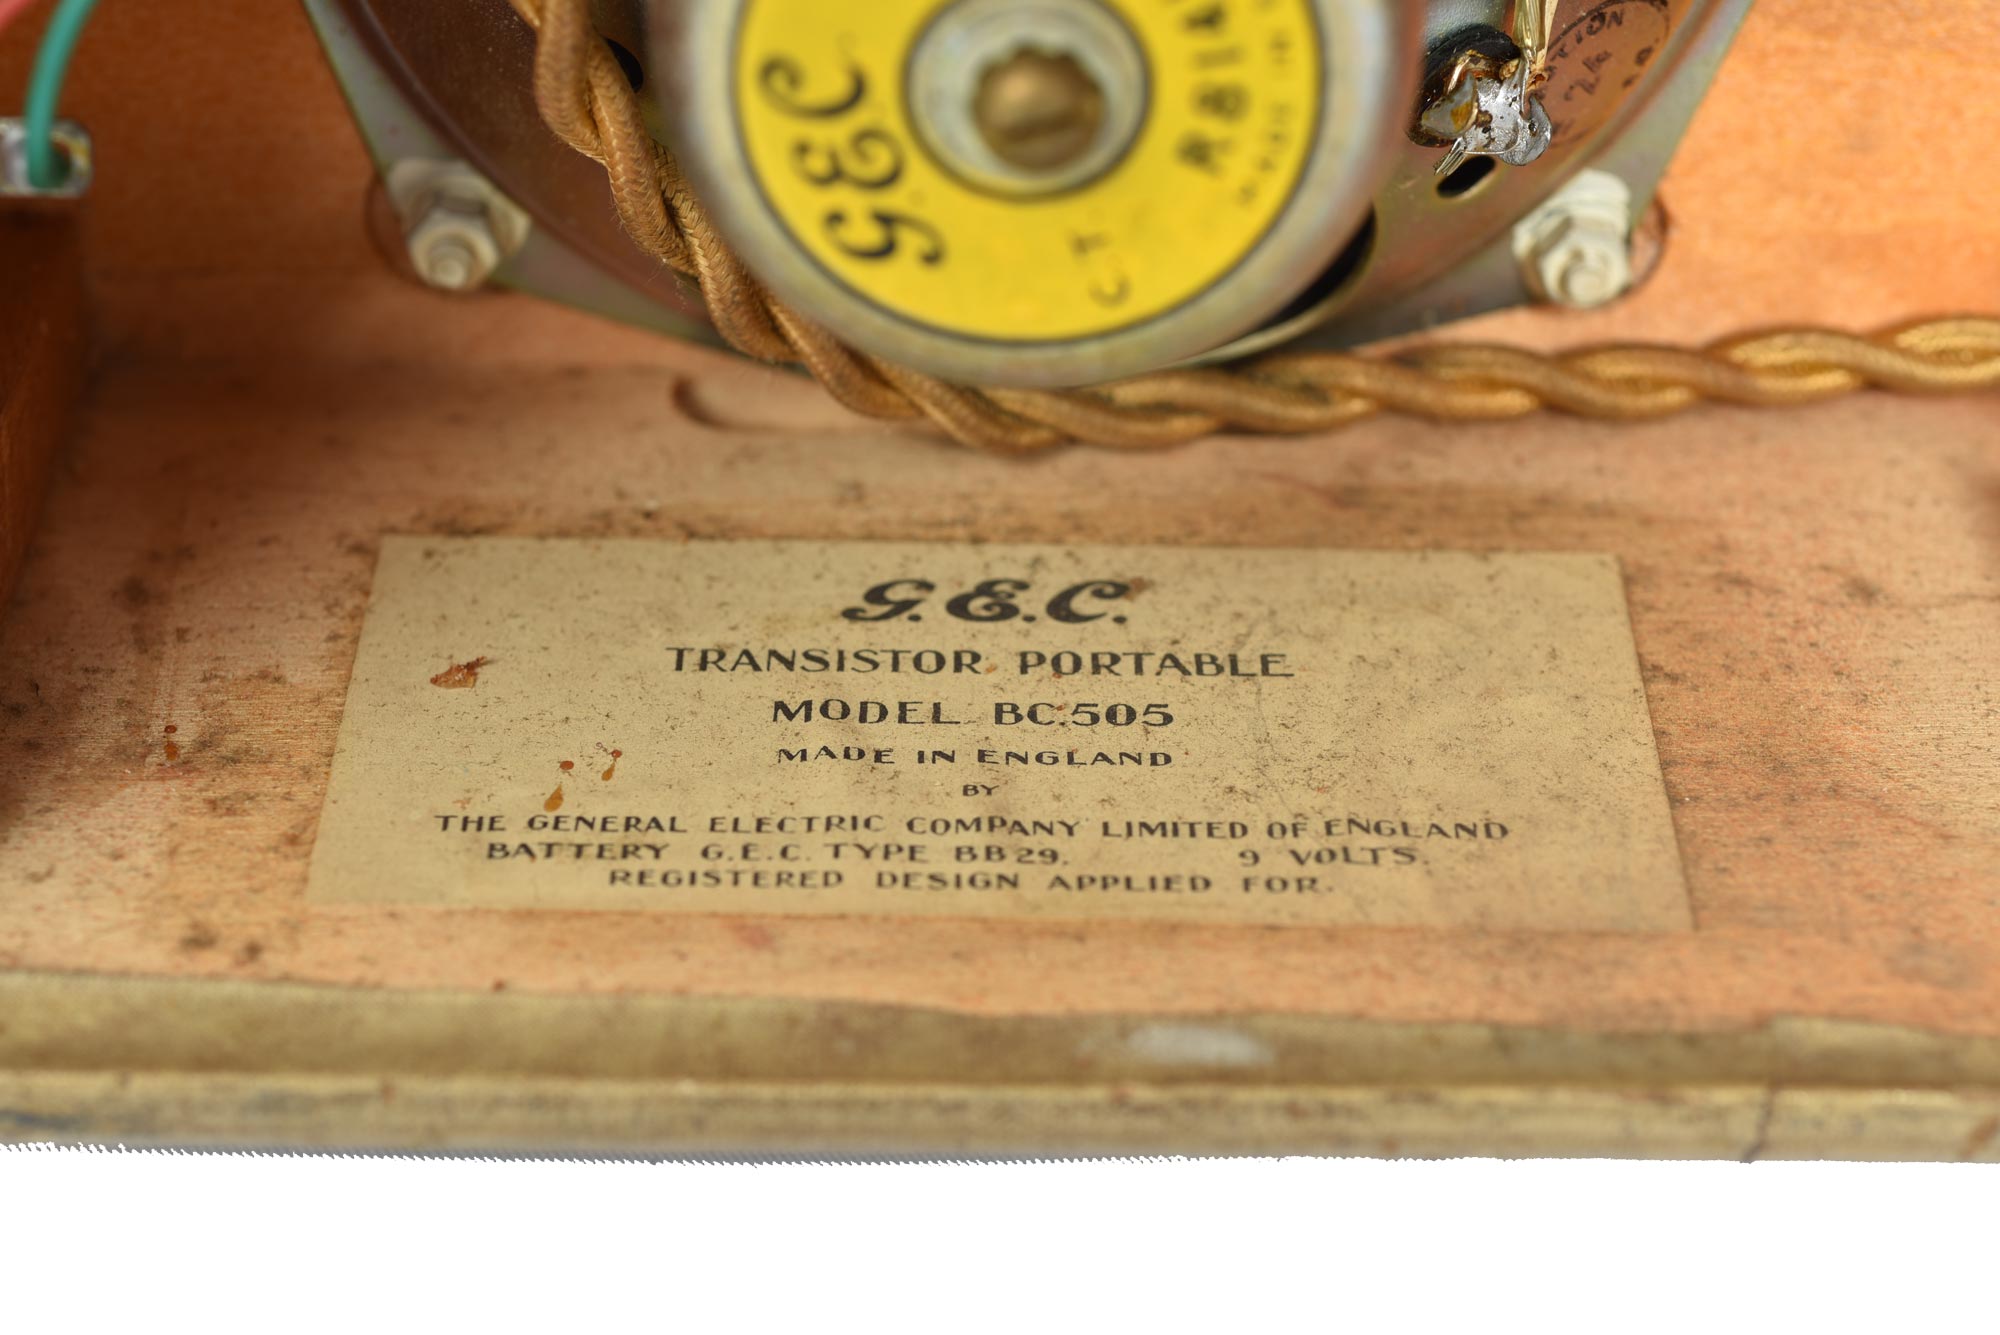 G.E.C.
C.T.
G.E.C.
TRANSISTOR PORTABLE
MODEL BC.505
MADE IN ENGLAND
BY
THE GENERAL ELECTRIC COMPANY LIMITED OF ENGLAND
BATTERY G.E.C. TYPE BB29. 9 VOLTS.
REGISTERED DESIGN APPLIED FOR.